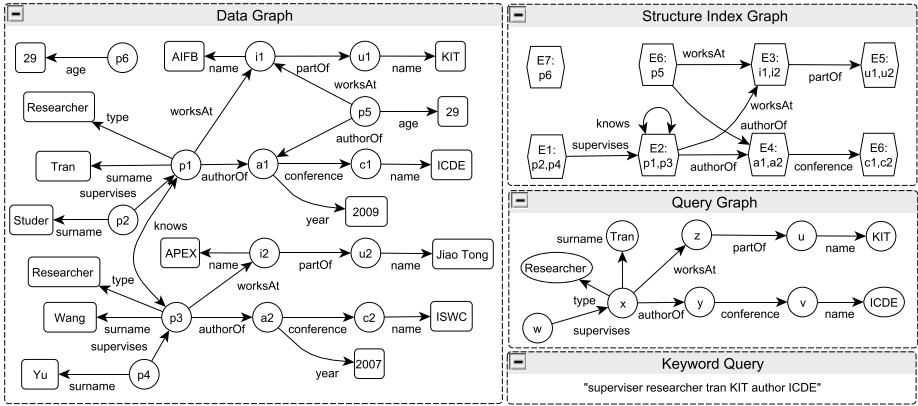 Data Graph
29
age
p6
AIFB
name
i1
partOf
u1
name
KIT
Researcher
type
worksAt
worksAt
p5
age
29
authorOf
Tran
surname
p1
authorOf
a1
conference
c1
name
ICDE
supervises
Studer
surname
p2
year
2009
knows
APEX
name
i2
partOf
u2
name
Jiao Tong
Researcher
type
worksAt
Wang
surname
p3
authorOf
a2
conference
c2
name
ISWC
supervises
Yu
surname
p4
year
2007
Structure Index Graph
E7:
p6
E6:
p5
worksAt
E3:
i1,i2
partOf
E5:
u1,u2
worksAt
knows
authorOf
supervises
E1:
p2,p4
E2:
p1,p3
authorOf
E4:
a1,a2
conference
E6:
c1,c2
Query Graph
surname
Tran
z
partOf
u
name
KIT
Researcher
worksAt
type
x
authorOf
y
conference
v
name
ICDE
w
supervises
Keyword Query
"superviser researcher tran KIT author ICDE"